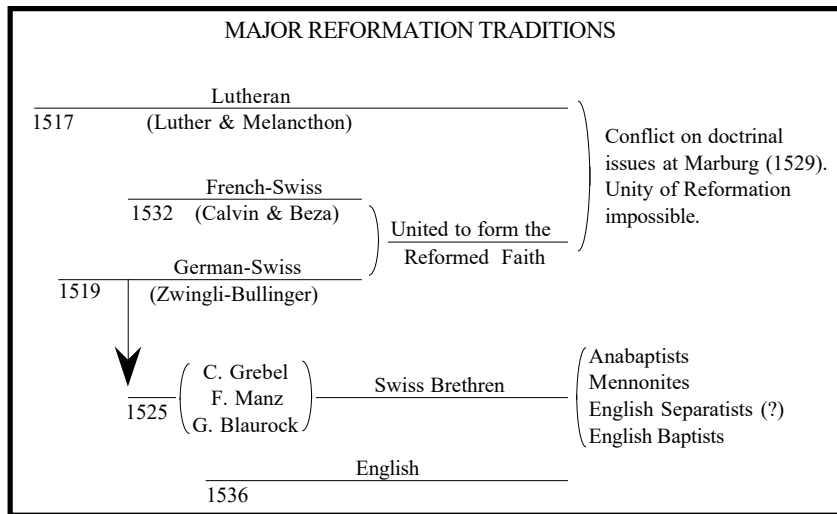 MAJOR REFORMATION TRADITIONS
Lutheran
1517
(Luther & Melancthon)
Conflict on doctrinal
issues at Marburg (1529).
Unity of Reformation
impossible.
French-Swiss
1532
(Calvin & Beza)
United to form the
Reformed Faith
German-Swiss
1519
(Zwingli-Bullinger)
1525
C. Grebel
F. Manz
G. Blaurock
Swiss Brethren
Anabaptists
Mennonites
English Separatists (?)
English Baptists
English
1536